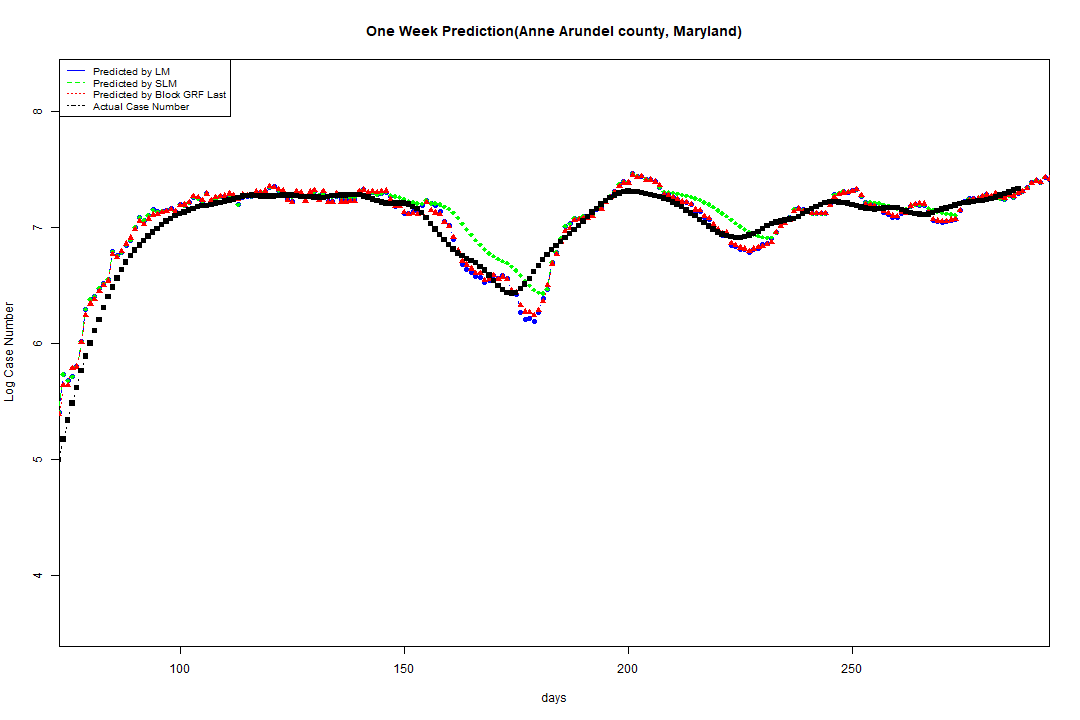 One Week Prediction(Anne Arundel county, Maryland)
Predicted by LM
Predicted by SLM
Predicted by Block GRF Last
Actual Case Number
8
7
6
5
4
Log Case Number
100 150 200 250
days